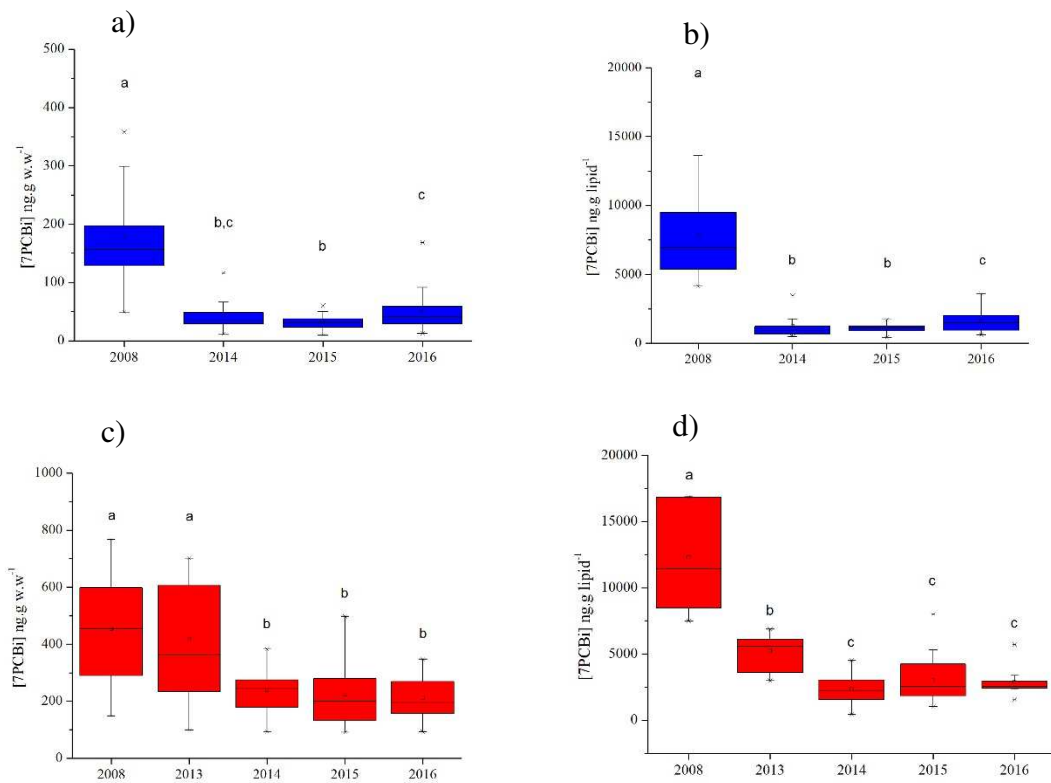 a)
500
400
300
200
100
0
[7PCBi] ng.g w.w⁻¹
a
b,c
b
c
2008 2014 2015 2016
b)
20000
15000
10000
5000
0
[7PCBi] ng.g lipid⁻¹
a
b
b
c
2008 2014 2015 2016
c)
1000
800
600
400
200
0
[7PCBi] ng.g w.w⁻¹
a
a
b
b
b
2008 2013 2014 2015 2016
d)
20000
15000
10000
5000
0
[7PCBi] ng.g lipid⁻¹
a
b
c
c
c
2008 2013 2014 2015 2016